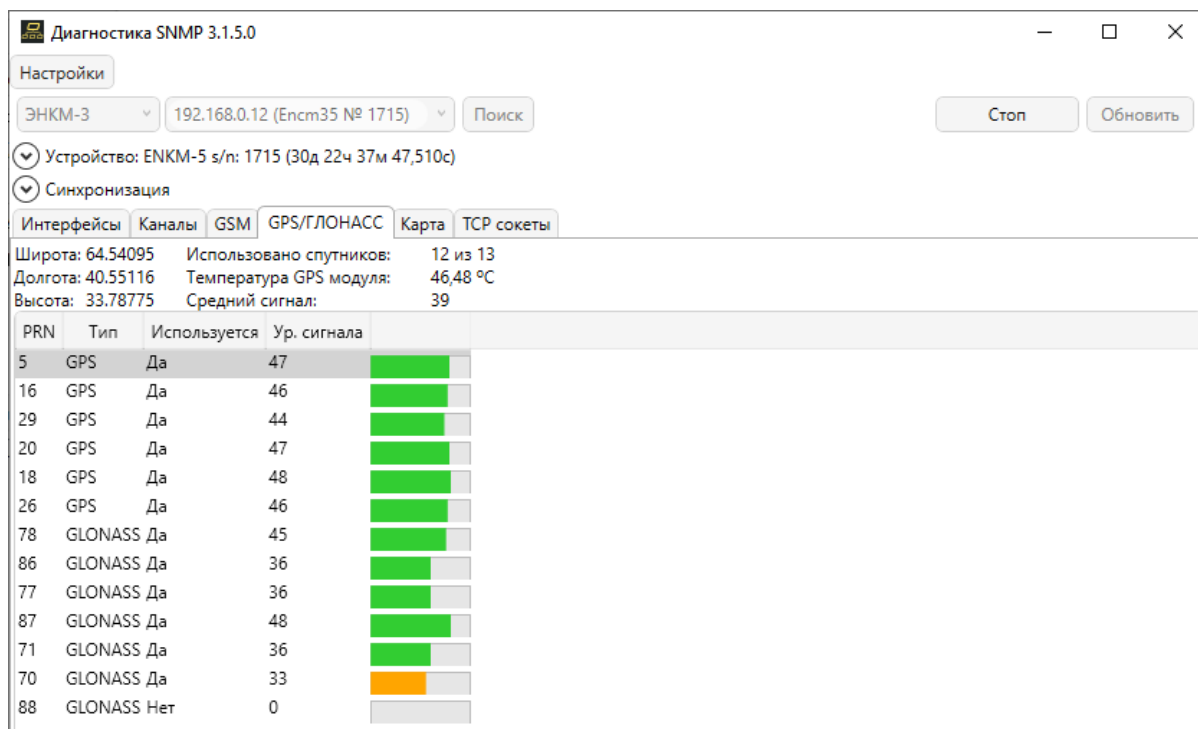 Диагностика SNMP 3.1.5.0
Настройки
ЭНКМ-3 192.168.0.12 (Encm35 № 1715) Поиск Стоп Обновить
Устройство: ENKM-5 s/n: 1715 (30д 22ч 37м 47,510с)
Синхронизация
Интерфейсы Каналы GSM GPS/ГЛОНАСС Карта TCP сокеты
Широта: 64.54095 Использовано спутников: 12 из 13
Долгота: 40.55116 Температура GPS модуля: 46,48 ºC
Высота: 33.78775 Средний сигнал: 39
PRN Тип Используется Ур. сигнала
5 GPS Да 47
16 GPS Да 46
29 GPS Да 44
20 GPS Да 47
18 GPS Да 48
26 GPS Да 46
78 GLONASS Да 45
86 GLONASS Да 36
77 GLONASS Да 36
87 GLONASS Да 48
71 GLONASS Да 36
70 GLONASS Да 33
88 GLONASS Нет 0